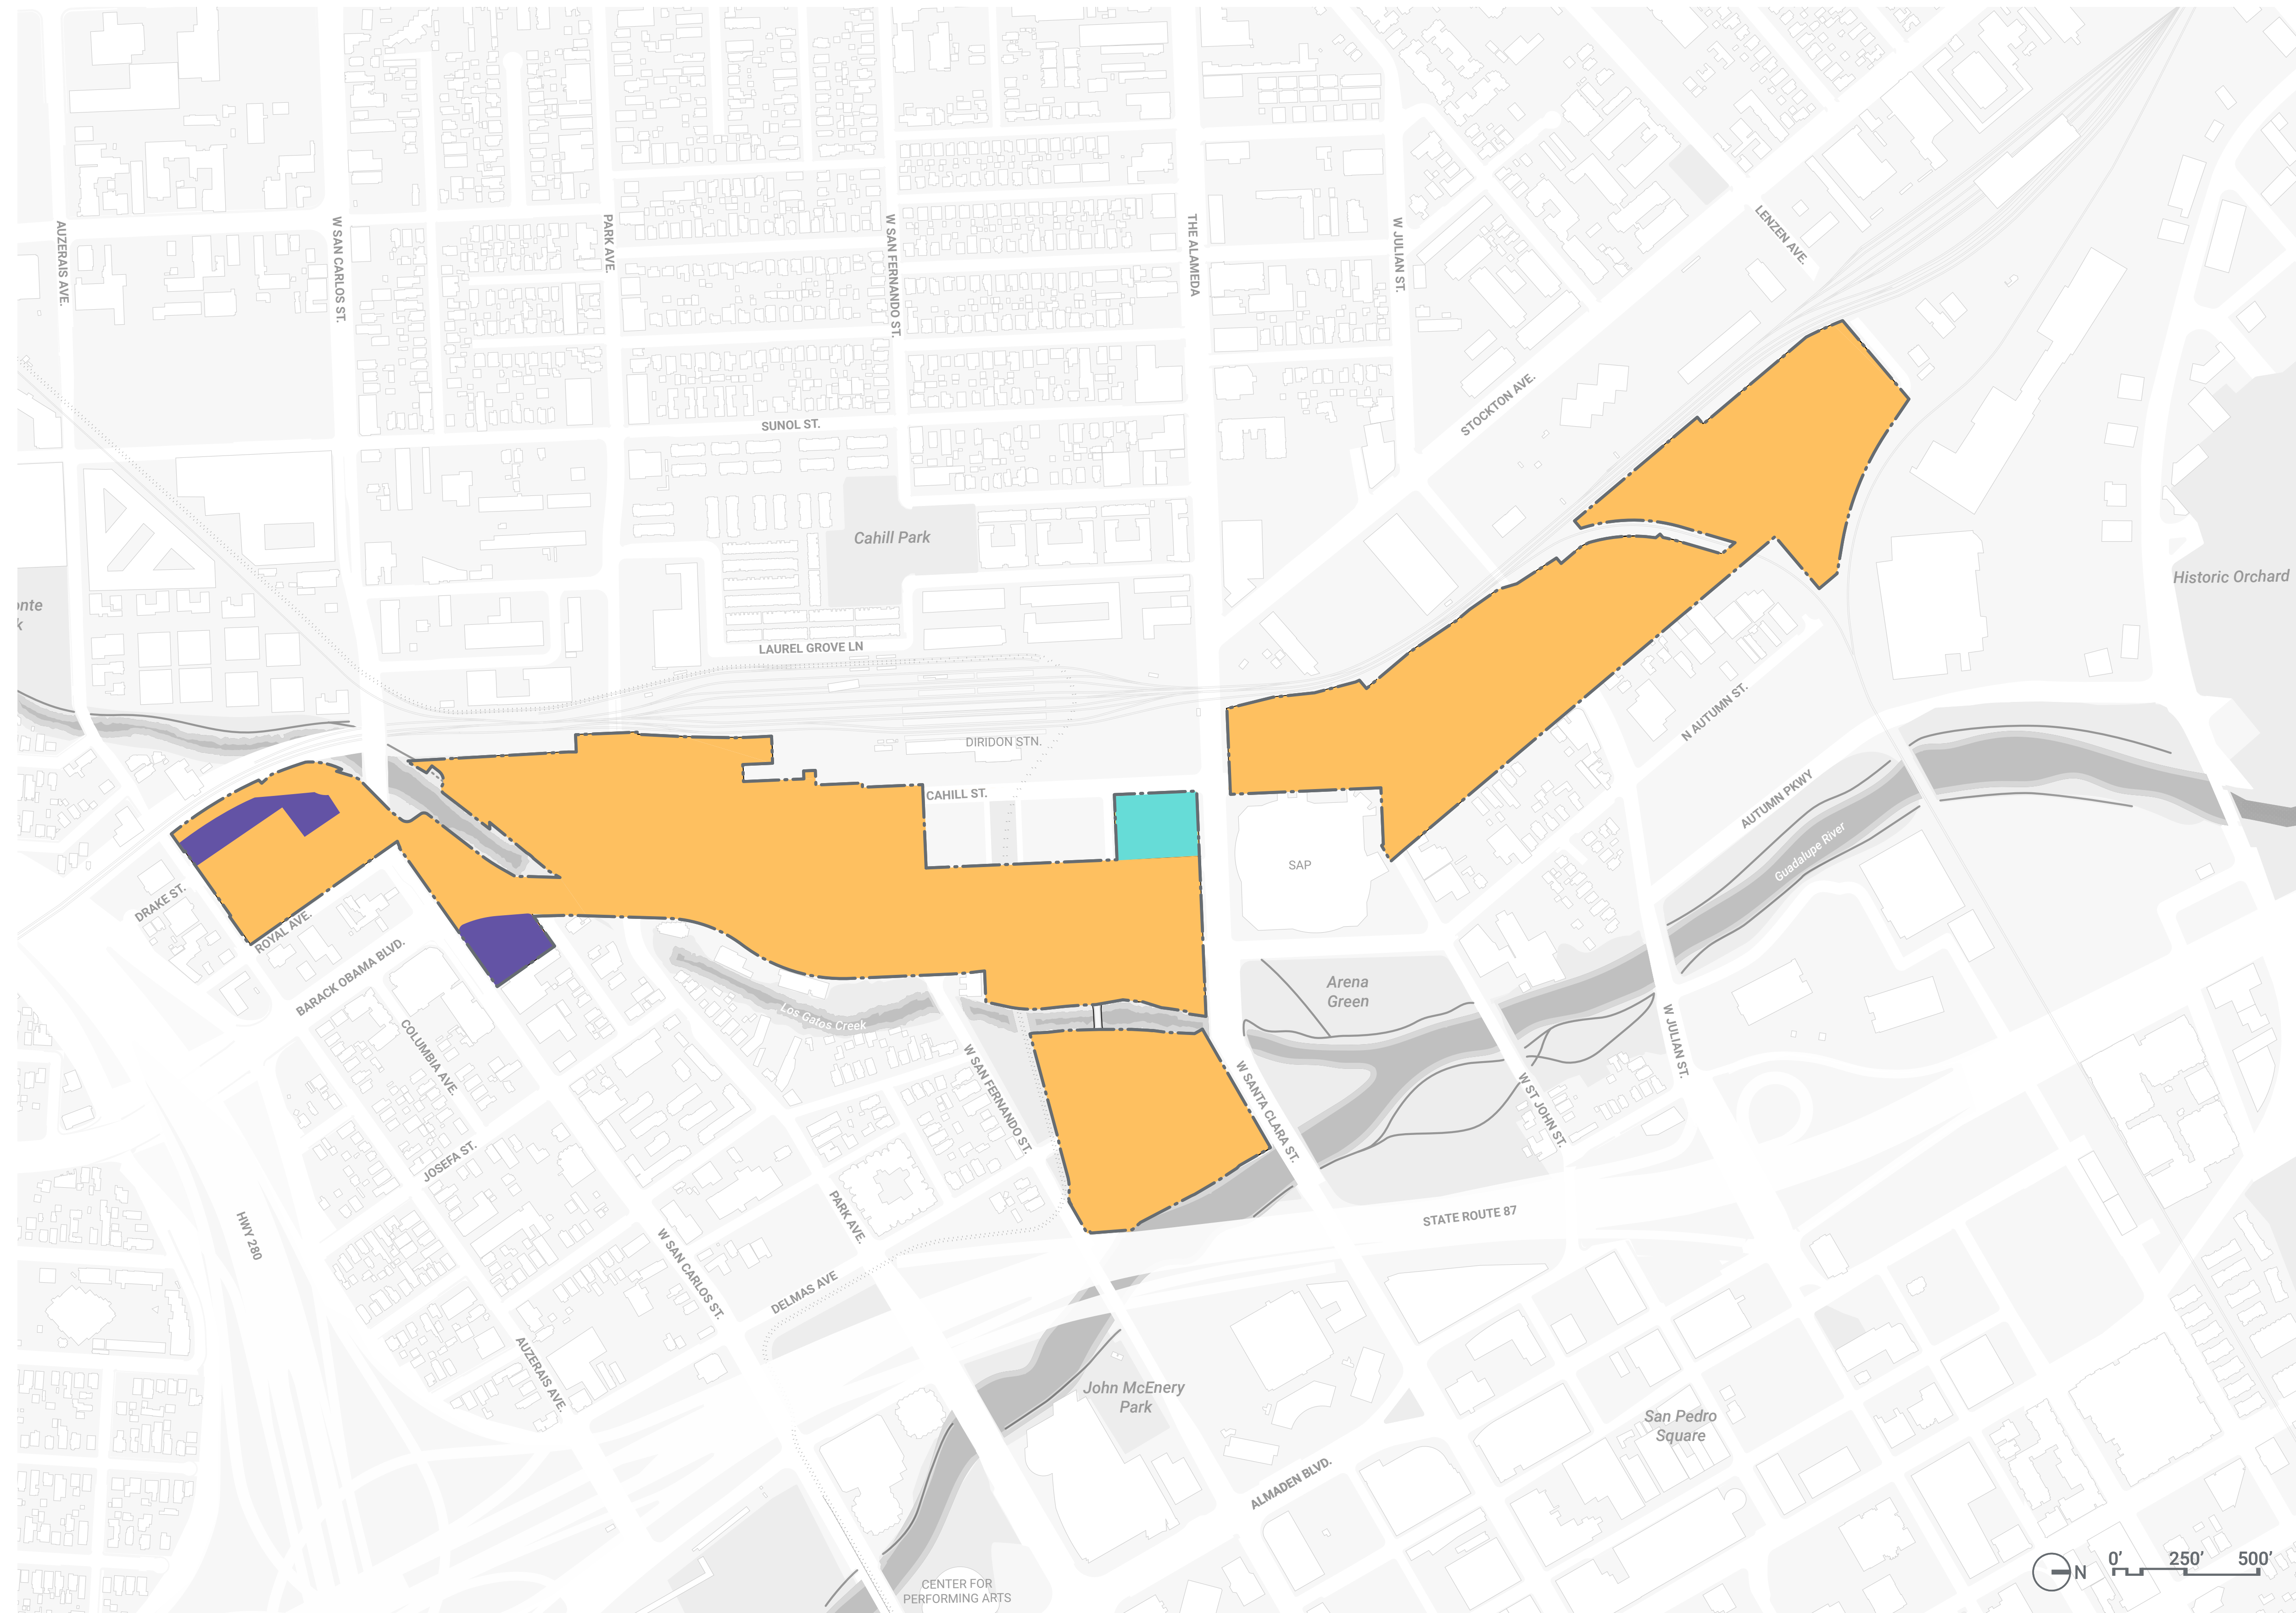 AUZERAIS AVE.
W SAN CARLOS ST.
PARK AVE.
W SAN FERNANDO ST.
THE ALAMEDA
W JULIAN ST.
LENZEN AVE.
STOCKTON AVE.
SUNOL ST.
Cahill Park
Historic Orchard
onte
k
LAUREL GROVE LN
DIRIDON STN.
N AUTUMN ST.
CAHILL ST.
AUTUMN PKWY
SAP
Guadalupe River
DRAKE ST.
ROYAL AVE.
BARACK OBAMA BLVD.
Arena
Green
Los Gatos Creek
COLUMBIA AVE.
W SAN FERNANDO ST.
W SANTA CLARA ST.
W ST JOHN ST.
W JULIAN ST.
JOSEFA ST.
PARK AVE.
STATE ROUTE 87
HWY 280
W SAN CARLOS ST.
DELMAS AVE
AUZERAIS AVE.
John McEnery
Park
San Pedro
Square
ALMADEN BLVD.
CENTER FOR
PERFORMING ARTS
N
0' 250' 500'